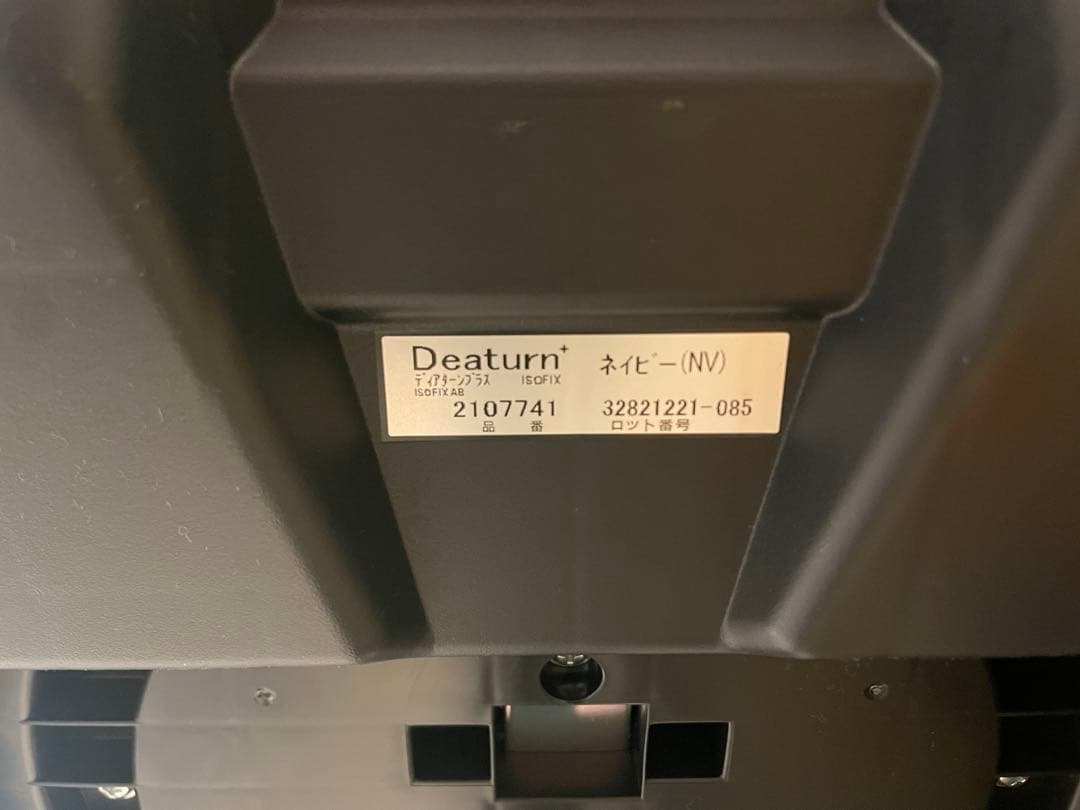 Deaturn+ ネイビー(NV)
ディアターンプラス ISOFIX
ISOFIX AB
2107741 32821221-085
品番 ロット番号